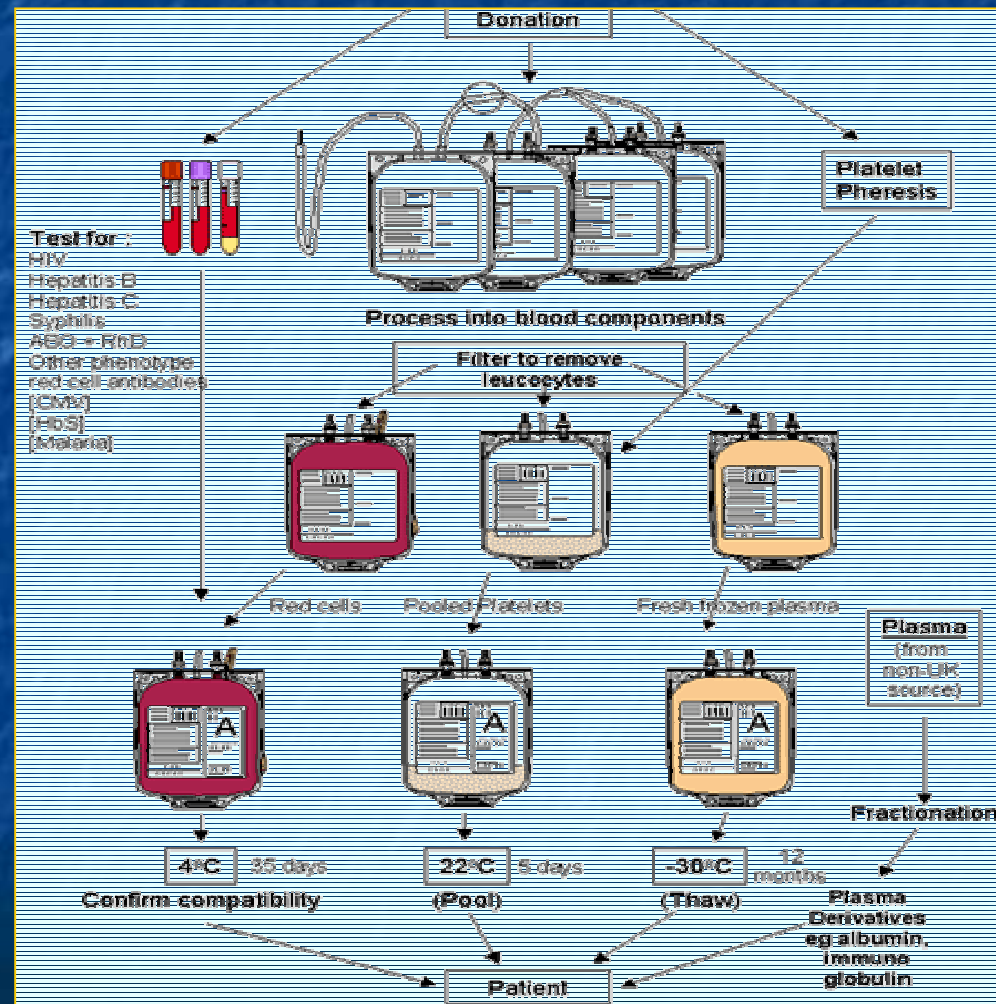 Donation
Platelet
Pheresis
Test for :
HIV
Hepatitis B
Hepatitis C
Syphilis
ABO + RhD
Other phenotype
red cell antibodies
[CMV]
[HbS]
[Malaria]
Process into blood components
Filter to remove
leucocytes
Red cells
Pooled Platelets
Fresh frozen plasma
Plasma
(from
non-UK
source)
A
A
A
Fractionation
4°C 35 days
22°C 5 days
-30°C 12
months
Confirm compatibility
(Pool)
(Thaw)
Plasma
Derivatives
eg albumin,
immune
globulin
Patient